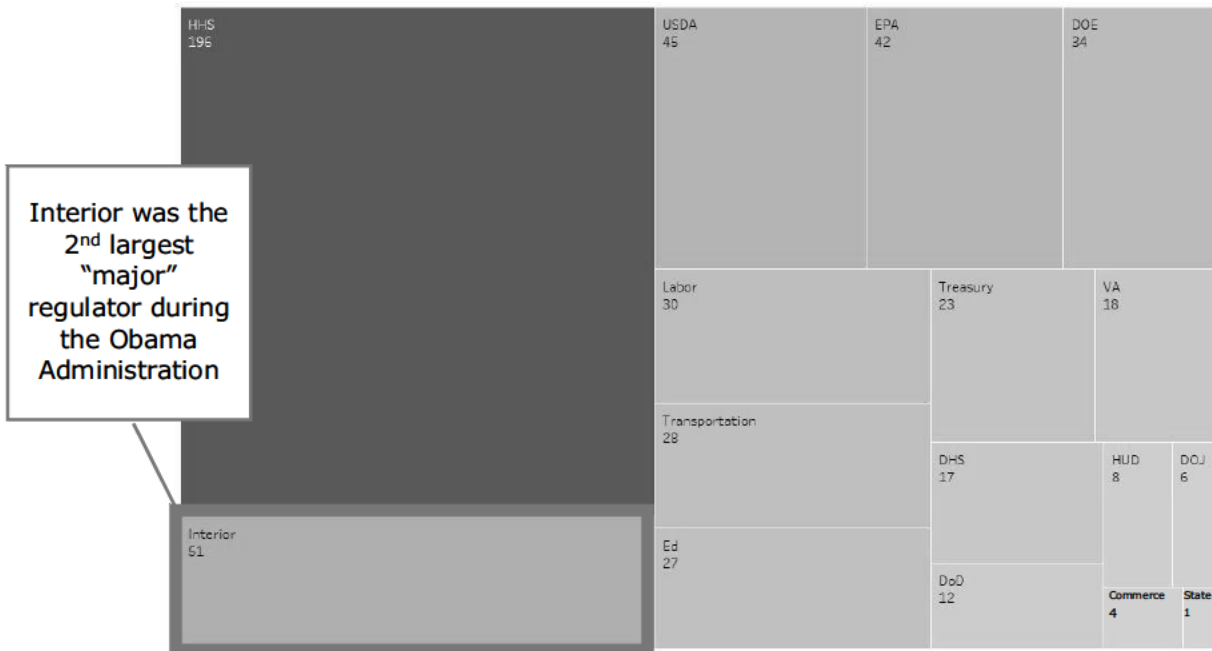 HHS
196
USDA
45
EPA
42
DOE
34
Interior was the
2nd largest
“major”
regulator during
the Obama
Administration
Labor
30
Treasury
23
VA
18
Transportation
28
DHS
17
HUD
8
DOJ
6
Interior
51
Ed
27
DoD
12
Commerce
4
State
1